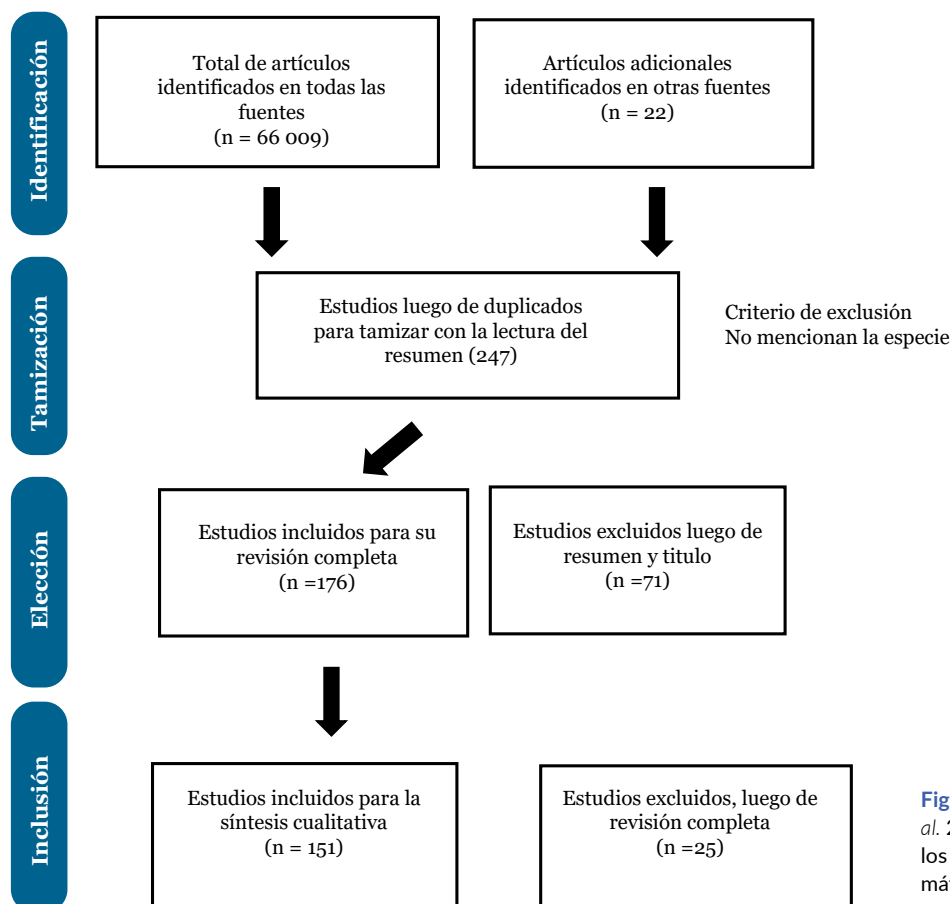 Identificación
Total de artículos
identificados en todas las
fuentes
(n = 66 009)
Artículos adicionales
identificados en otras fuentes
(n = 22)
Tamización
Estudios luego de duplicados
para tamizar con la lectura del
resumen (247)
Criterio de exclusión
No mencionan la especie
Elección
Estudios incluidos para su
revisión completa
(n =176)
Estudios excluidos luego de
resumen y titulo
(n =71)
Inclusión
Estudios incluidos para la
síntesis cualitativa
(n = 151)
Estudios excluidos, luego de
revisión completa
(n =25)
Fig
al. 2
los